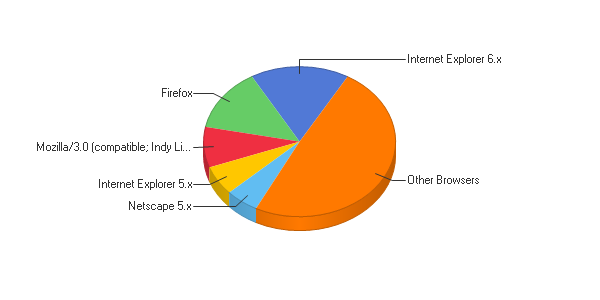 Internet Explorer 6.x
Firefox
Mozilla/3.0 (compatible; Indy Li...
Other Browsers
Internet Explorer 5.x
Netscape 5.x